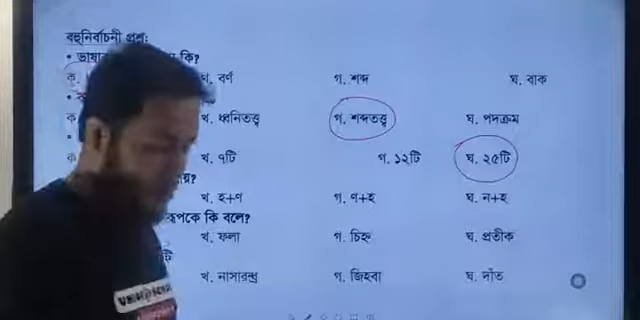 বহুনির্বাচনী প্রশ্ন:
• কি?
ক. খ. বর্ণ গ. শব্দ ঘ. বাক
খ. ধ্বনিতত্ত্ব গ. শব্দতত্ত্ব ঘ. পদক্রম
খ. ৭টি গ. ১২টি ঘ. ২৫টি
খ. হ+ণ গ. ণ+হ ঘ. ন+হ
রূপকে কি বলে?
খ. ফলা গ. চিহ্ন ঘ. প্রতীক
খ. নাসারন্ধ্র গ. জিহবা ঘ. দাঁত